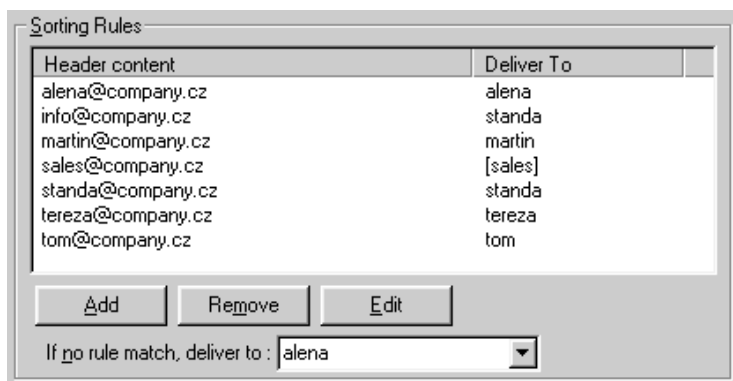 Sorting Rules
Header content Deliver To
alena@company.cz alena
info@company.cz standa
martin@company.cz martin
sales@company.cz [sales]
standa@company.cz standa
tereza@company.cz tereza
tom@company.cz tom
Add Remove Edit
If no rule match, deliver to : alena